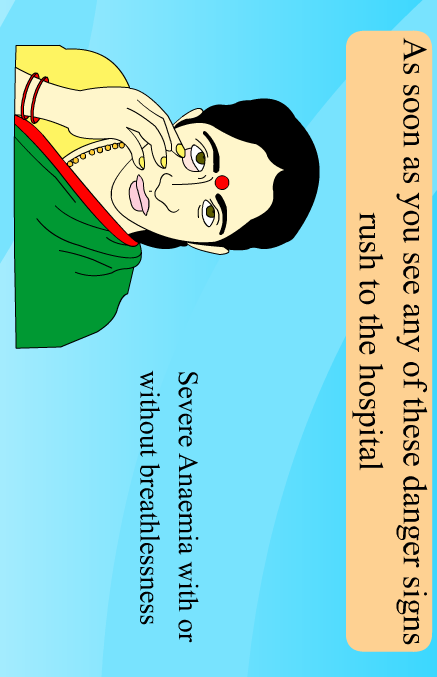 As soon as you see any of these danger signs
rush to the hospital
Severe Anaemia with or
without breathlessness